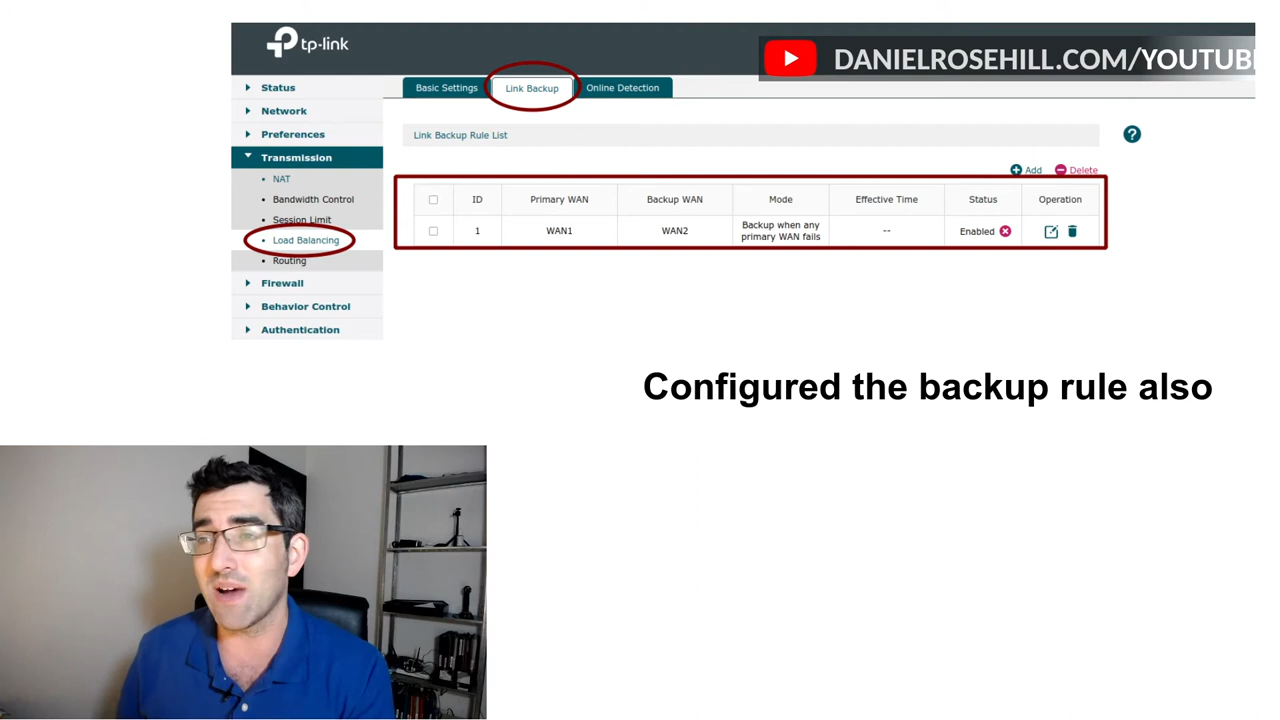 tp-link
DANIELROSEHILL.COM/YOUTUBE
Status
Network
Preferences
Transmission
NAT
Bandwidth Control
Session Limit
Load Balancing
Routing
Firewall
Behavior Control
Authentication
Basic Settings Link Backup Online Detection
Link Backup Rule List ?
Add Delete
ID Primary WAN Backup WAN Mode Effective Time Status Operation
1 WAN1 WAN2 Backup when any primary WAN fails -- Enabled
Configured the backup rule also